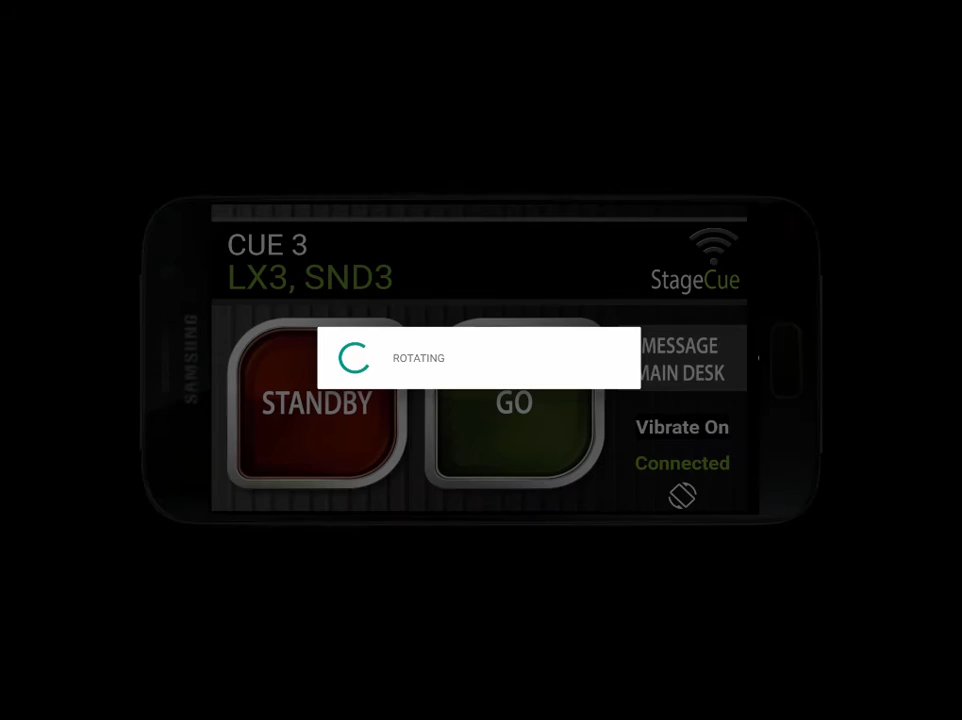 CUE 3
LX3, SND3
StageCue
SAMSUNG
ROTATING
MESSAGE
MAIN DESK
STANDBY
GO
Vibrate On
Connected